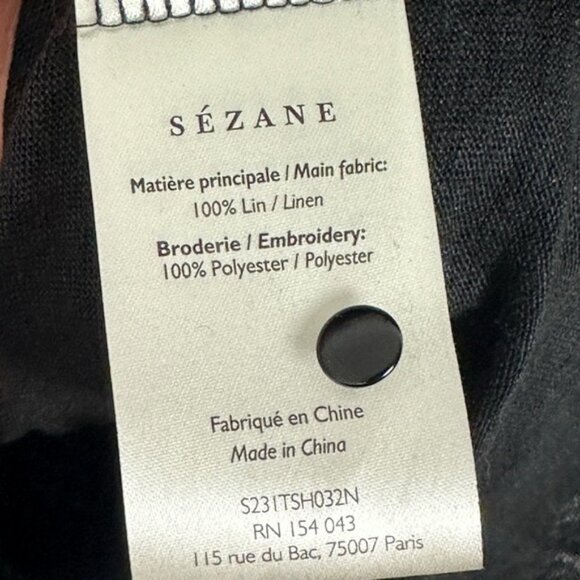 SÉZANE
Matière principale / Main fabric:
100% Lin / Linen
Broderie / Embroidery:
100% Polyester / Polyester
Fabriqué en Chine
Made in China
S231TSH032N
RN 154 043
115 rue du Bac, 75007 Paris